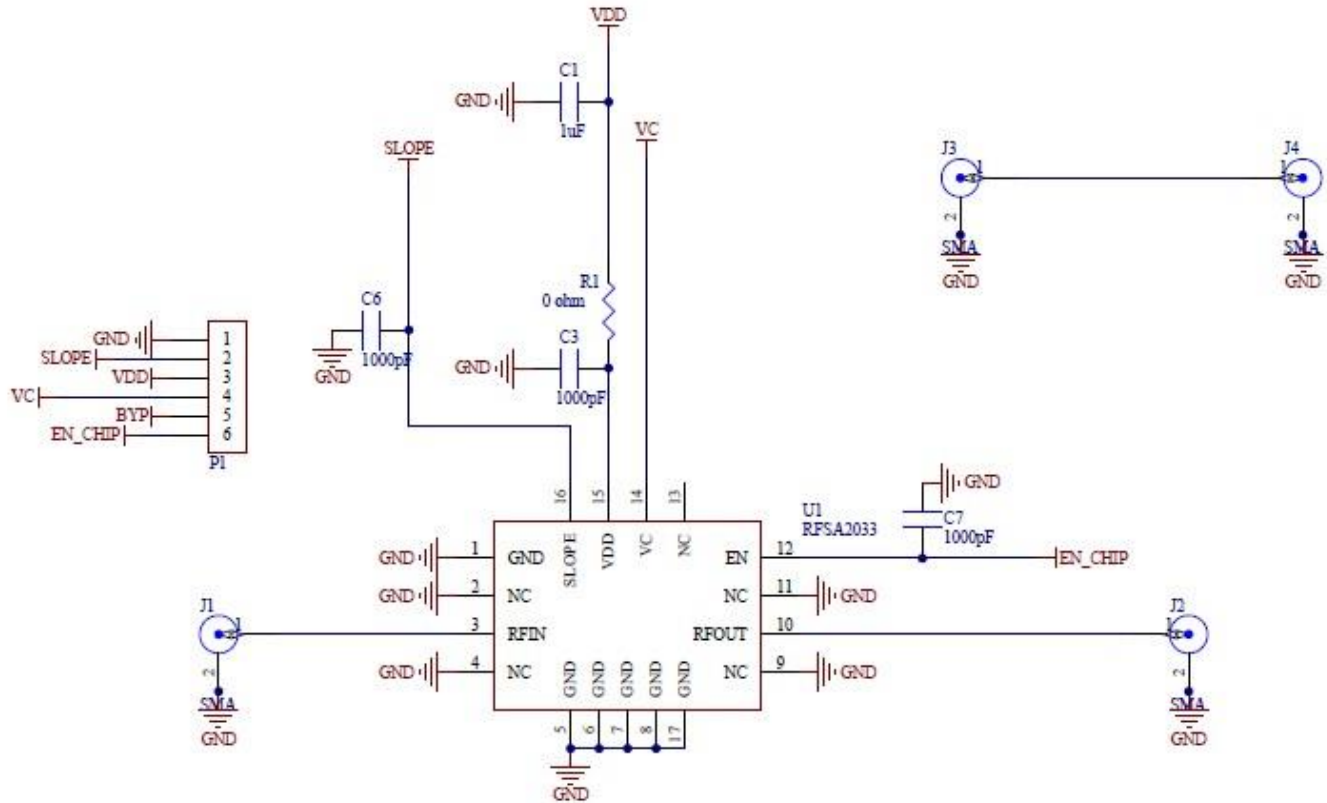 VDD
C1
GND
1uF
VC
SLOPE
J3
1
2
SMA
GND
J4
1
2
SMA
GND
R1
0 ohm
C6
1000pF
GND
C3
GND
1000pF
GND
1
SLOPE
2
VDD
3
VC
4
BYP
5
EN_CHIP
6
P1
16
15
14
13
U1
RFSA2033
GND
C7
1000pF
SLOPE
VDD
VC
NC
GND 1 GND
EN 12
EN_CHIP
GND 2 NC
NC 11 GND
J1
1
3 RFIN
RFOUT 10
J2
1
GND 4 NC
NC 9 GND
GND
GND
GND
GND
GND
5
6
7
8
17
GND
2
SMA
GND
2
SMA
GND